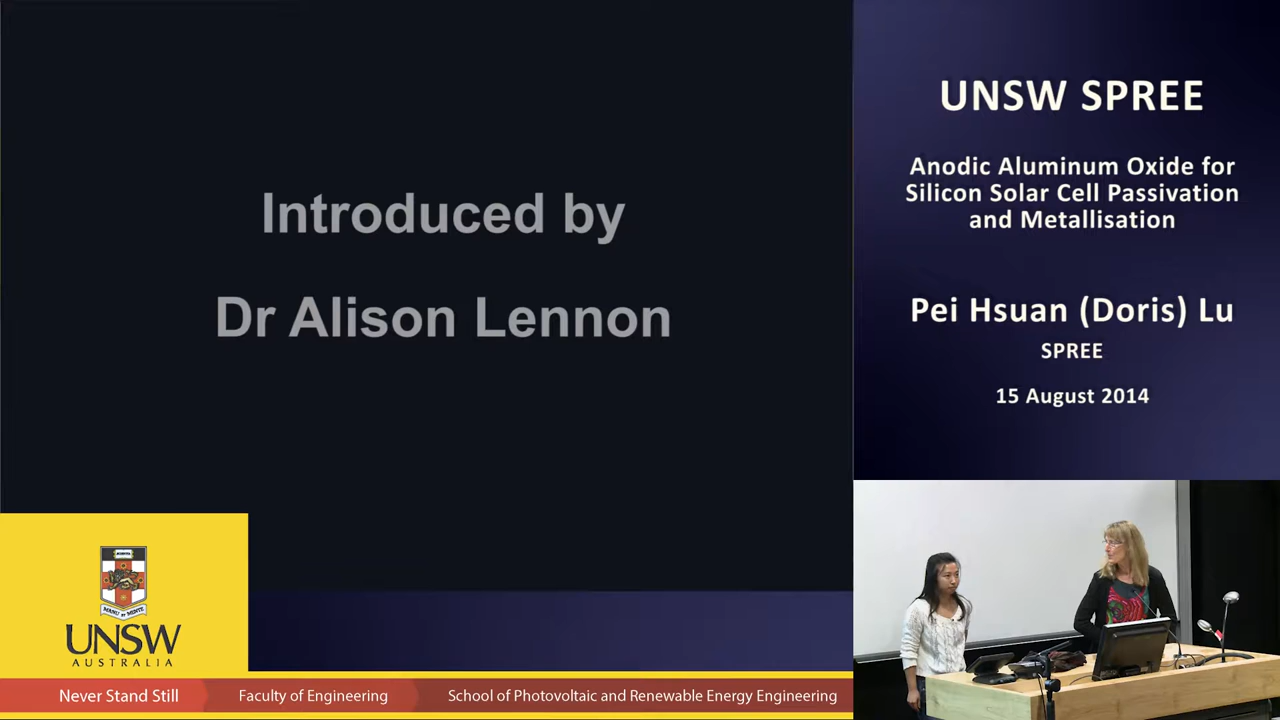 Introduced by
Dr Alison Lennon
UNSW SPREE
Anodic Aluminum Oxide for
Silicon Solar Cell Passivation
and Metallisation
Pei Hsuan (Doris) Lu
SPREE
15 August 2014
UNSW
AUSTRALIA
Never Stand Still
Faculty of Engineering
School of Photovoltaic and Renewable Energy Engineering